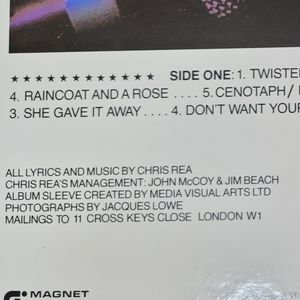 ★★★★★★★★★★★★ SIDE ONE: 1. TWISTED
4. RAINCOAT AND A ROSE .... 5. CENOTAPH/
3. SHE GAVE IT AWAY .... 4. DON'T WANT YOUR
ALL LYRICS AND MUSIC BY CHRIS REA
CHRIS REA'S MANAGEMENT: JOHN McCOY & JIM BEACH
ALBUM SLEEVE CREATED BY MEDIA VISUAL ARTS LTD
PHOTOGRAPHS BY JACQUES LOWE
MAILINGS TO 11 CROSS KEYS CLOSE LONDON W1
MAGNET